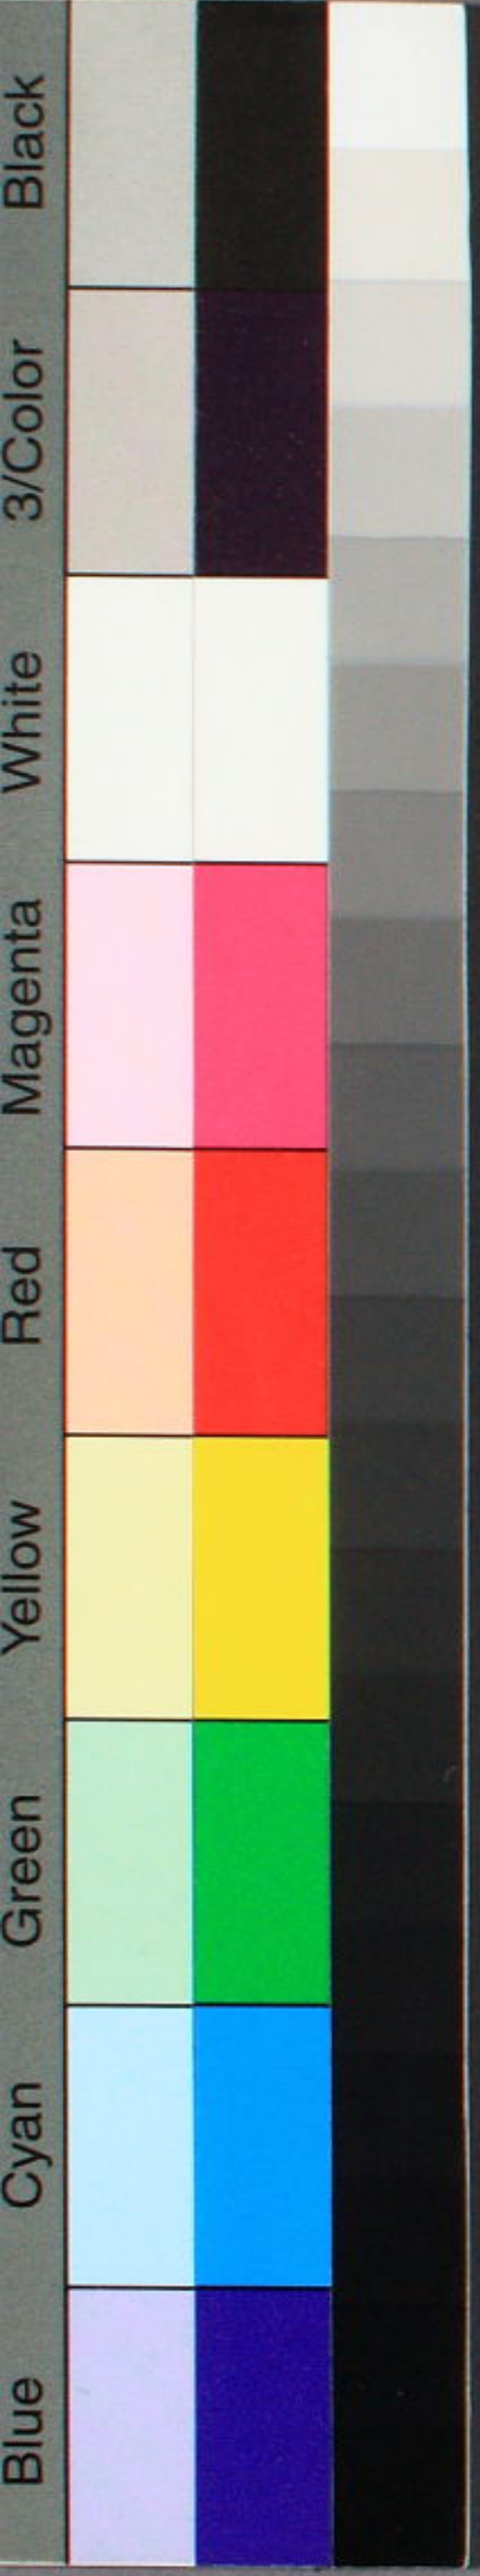 Black
3/Color
White
Magenta
Red
Yellow
Green
Cyan
Blue